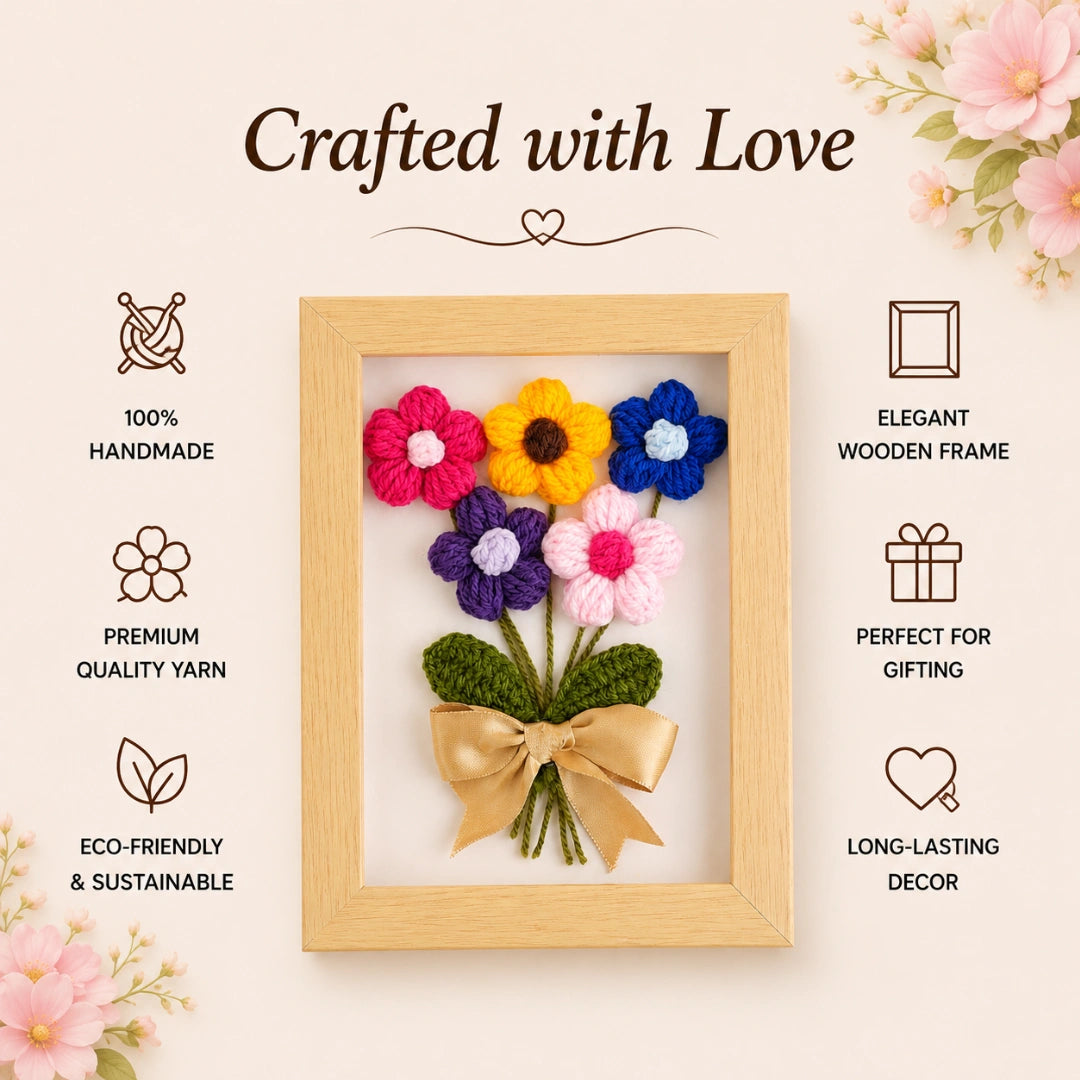 Crafted with Love
100%
HANDMADE
ELEGANT
WOODEN FRAME
PREMIUM
QUALITY YARN
PERFECT FOR
GIFTING
ECO-FRIENDLY
& SUSTAINABLE
LONG-LASTING
DECOR